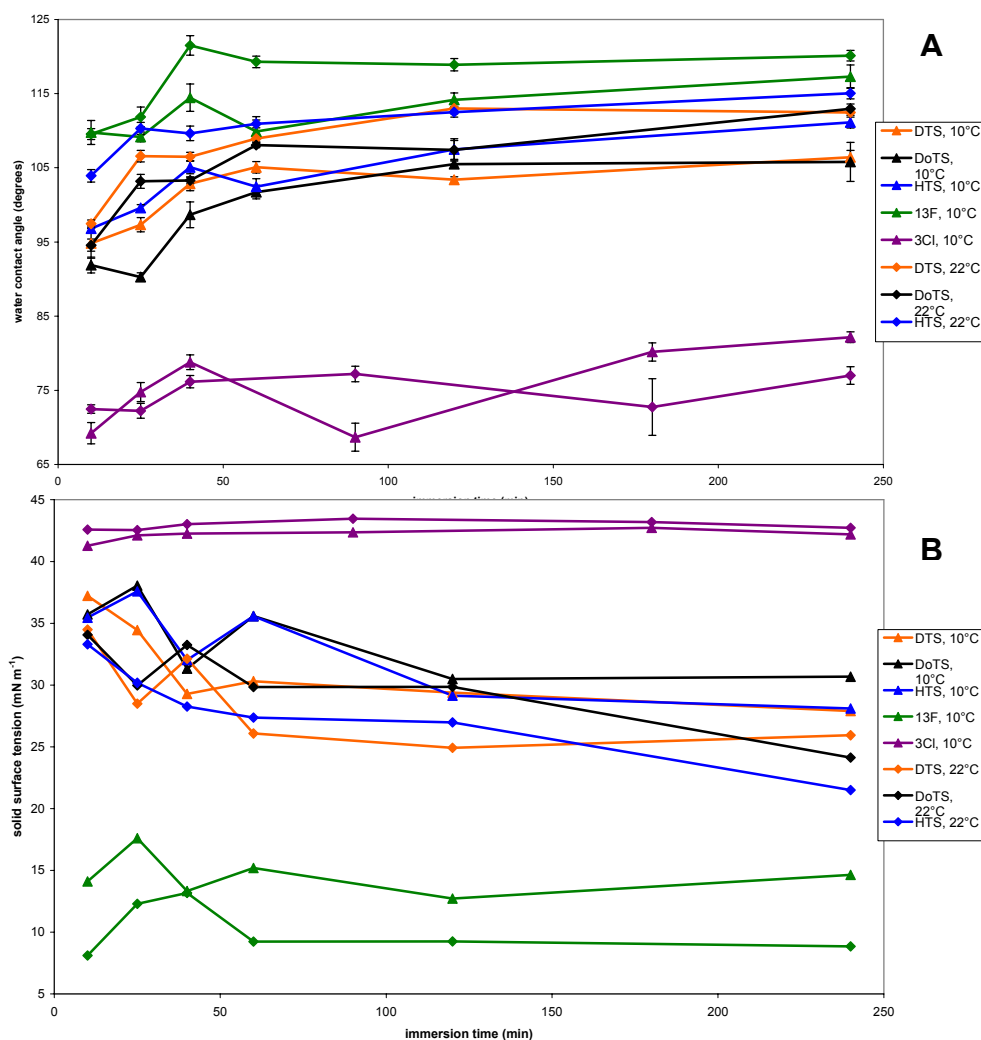 A
125
115
105
95
85
75
65
water contact angle (degrees)
0
50
100
150
200
250
immersion time (min)
DTS, 10°C
DoTS,
10°C
HTS, 10°C
13F, 10°C
3Cl, 10°C
DTS, 22°C
DoTS,
22°C
HTS, 22°C
B
45
40
35
30
25
20
15
10
5
solid surface tension (mN m⁻¹)
0
50
100
150
200
250
immersion time (min)
DTS, 10°C
DoTS,
10°C
HTS, 10°C
13F, 10°C
3Cl, 10°C
DTS, 22°C
DoTS,
22°C
HTS, 22°C